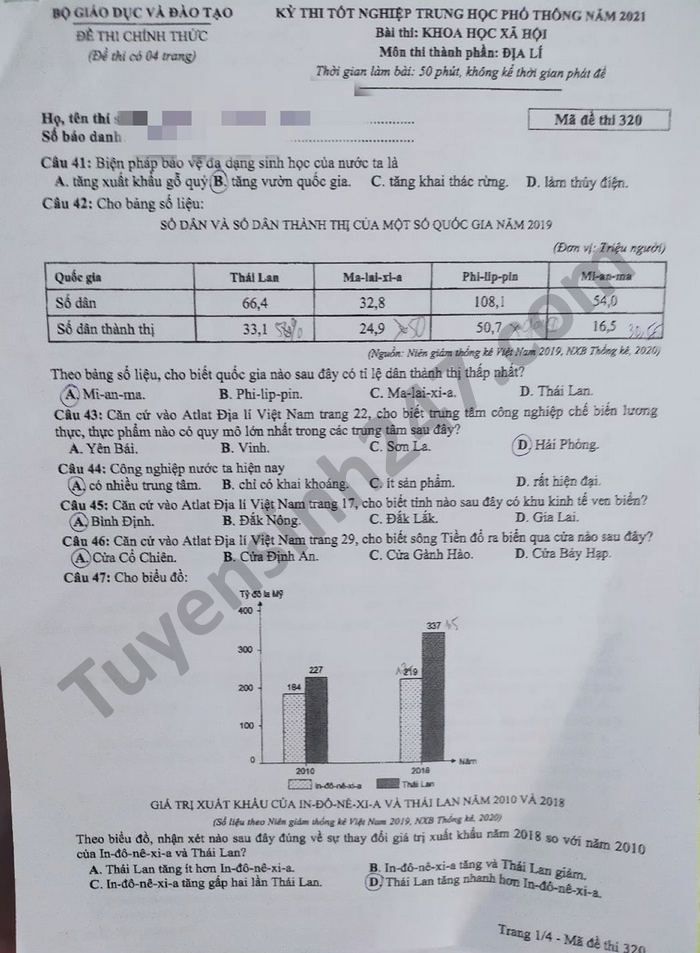 BỘ GIÁO DỤC VÀ ĐÀO TẠO
ĐỀ THI CHÍNH THỨC
(Đề thi có 04 trang)
KỲ THI TỐT NGHIỆP TRUNG HỌC PHỔ THÔNG NĂM 2021
Bài thi: KHOA HỌC XÃ HỘI
Môn thi thành phần: ĐỊA LÍ
Thời gian làm bài: 50 phút, không kể thời gian phát đề
Họ, tên thí
Số báo danh
Mã đề thi 320
Câu 41: Biện pháp bảo vệ đa dạng sinh học của nước ta là
A. tăng xuất khẩu gỗ quý. B. tăng vườn quốc gia. C. tăng khai thác rừng. D. làm thủy điện.
Câu 42: Cho bảng số liệu:
SỐ DÂN VÀ SỐ DÂN THÀNH THỊ CỦA MỘT SỐ QUỐC GIA NĂM 2019
(Đơn vị: Triệu người)
Quốc gia Thái Lan Ma-lai-xi-a Phi-lip-pin Mi-an-ma
Số dân 66,4 32,8 108,1 54,0
Số dân thành thị 33,1 24,9 50,7 16,5
(Nguồn: Niên giám thống kê Việt Nam 2019, NXB Thống kê, 2020)
Theo bảng số liệu, cho biết quốc gia nào sau đây có tỉ lệ dân thành thị thấp nhất?
A. Mi-an-ma. B. Phi-lip-pin. C. Ma-lai-xi-a. D. Thái Lan.
Câu 43: Căn cứ vào Atlat Địa lí Việt Nam trang 22, cho biết trung tâm công nghiệp chế biến lương
thực, thực phẩm nào có quy mô lớn nhất trong các trung tâm sau đây?
A. Yên Bái. B. Vinh. C. Sơn La. D. Hải Phòng.
Câu 44: Công nghiệp nước ta hiện nay
A. có nhiều trung tâm. B. chỉ có khai khoáng. C. ít sản phẩm. D. rất hiện đại.
Câu 45: Căn cứ vào Atlat Địa lí Việt Nam trang 17, cho biết tỉnh nào sau đây có khu kinh tế ven biển?
A. Bình Định. B. Đắk Nông. C. Đắk Lắk. D. Gia Lai.
Câu 46: Căn cứ vào Atlat Địa lí Việt Nam trang 29, cho biết sông Tiền đổ ra biển qua cửa nào sau đây?
A. Cửa Cổ Chiên. B. Cửa Định An. C. Cửa Gành Hào. D. Cửa Bảy Hạp.
Câu 47: Cho biểu đồ:
Tỷ đô la Mỹ
400
300
200
100
0
184 227 219 337
2010 2018 Năm
In-đô-nê-xi-a Thái Lan
GIÁ TRỊ XUẤT KHẨU CỦA IN-ĐÔ-NÊ-XI-A VÀ THÁI LAN NĂM 2010 VÀ 2018
(Số liệu theo Niên giám thống kê Việt Nam 2019, NXB Thống kê, 2020)
Theo biểu đồ, nhận xét nào sau đây đúng về sự thay đổi giá trị xuất khẩu năm 2018 so với năm 2010
của In-đô-nê-xi-a và Thái Lan?
A. Thái Lan tăng ít hơn In-đô-nê-xi-a. B. In-đô-nê-xi-a tăng và Thái Lan giảm.
C. In-đô-nê-xi-a tăng gấp hai lần Thái Lan. D. Thái Lan tăng nhanh hơn In-đô-nê-xi-a.
Trang 1/4 - Mã đề thi 320
Tuyensinh247.com